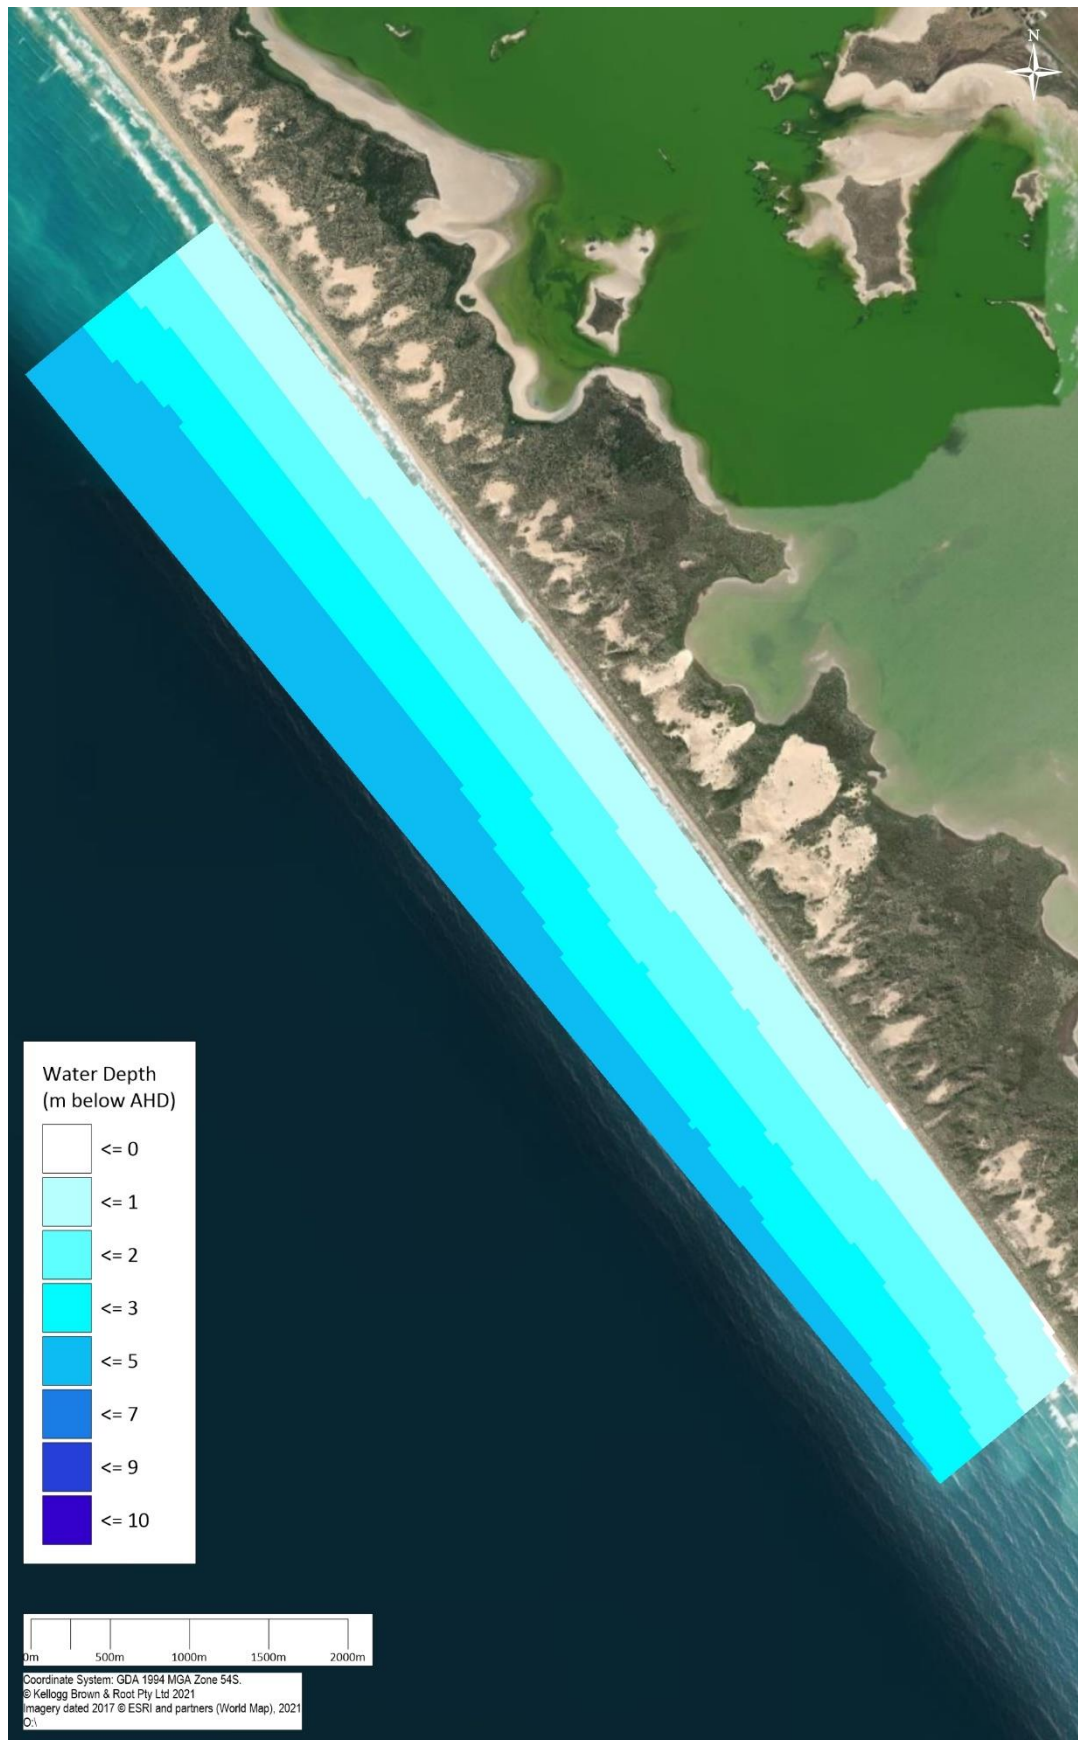 N
Water Depth
(m below AHD)
<= 0
<= 1
<= 2
<= 3
<= 5
<= 7
<= 9
<= 10
0m 500m 1000m 1500m 2000m
Coordinate System: GDA 1994 MGA Zone 54S.
© Kellogg Brown & Root Pty Ltd 2021
Imagery dated 2017 © ESRI and partners (World Map), 2021
O:\